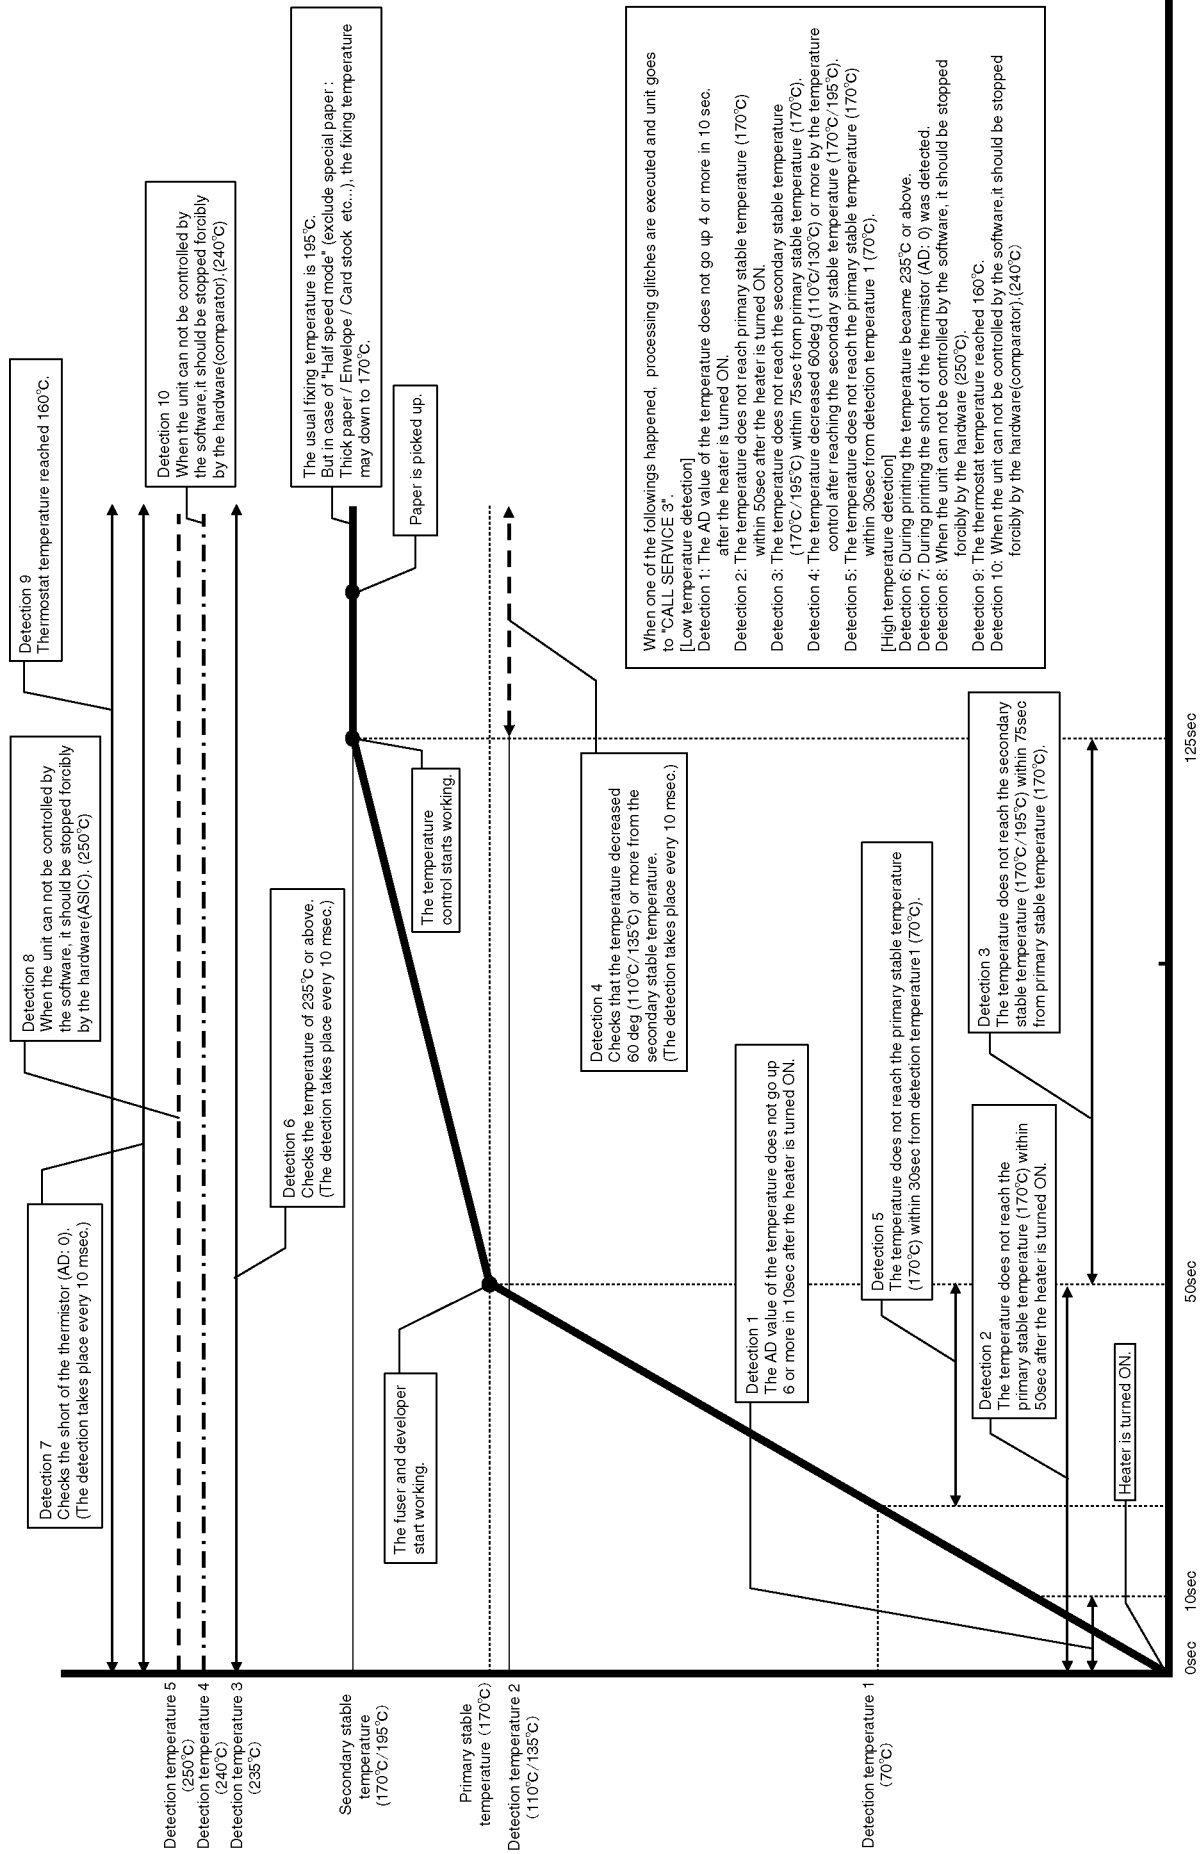 Detection 7
Checks the short of the thermistor (AD: 0).
(The detection takes place every 10 msec.)
Detection 8
When the unit can not be controlled by
the software, it should be stopped forcibly
by the hardware(ASIC). (250°C)
Detection 9
Thermostat temperature reached 160°C.
Detection 10
When the unit can not be controlled by
the software,it should be stopped forcibly
by the hardware(comparator).(240°C)
Detection temperature 5
(250°C)
Detection temperature 4
(240°C)
Detection temperature 3
(235°C)
Detection 6
Checks the temperature of 235°C or above.
(The detection takes place every 10 msec.)
The usual fixing temperature is 195°C.
But in case of "Half speed mode" (exclude special paper :
Thick paper / Envelope / Card stock etc...), the fixing temperature
may down to 170°C.
Secondary stable
temperature
(170°C/195°C)
The fuser and developer
start working.
The temperature
control starts working.
Paper is picked up.
Primary stable
temperature (170°C)
Detection temperature 2
(110°C/135°C)
Detection 4
Checks that the temperature decreased
60 deg (110°C/135°C) or more from the
secondary stable temperature.
(The detection takes place every 10 msec.)
When one of the followings happened, processing glitches are executed and unit goes
to "CALL SERVICE 3".
[Low temperature detection]
Detection 1: The AD value of the temperature does not go up 4 or more in 10 sec.
after the heater is turned ON.
Detection 2: The temperature does not reach primary stable temperature (170°C)
within 50sec after the heater is turned ON.
Detection 3: The temperature does not reach the secondary stable temperature
(170°C/195°C) within 75sec from primary stable temperature (170°C).
Detection 4: The temperature decreased 60deg (110°C/130°C) or more by the temperature
control after reaching the secondary stable temperature (170°C/195°C).
Detection 5: The temperature does not reach the primary stable temperature (170°C)
within 30sec from detection temperature 1 (70°C).
[High temperature detection]
Detection 6: During printing the temperature became 235°C or above.
Detection 7: During printing the short of the thermistor (AD: 0) was detected.
Detection 8: When the unit can not be controlled by the software, it should be stopped
forcibly by the hardware (250°C).
Detection 9: The thermostat temperature reached 160°C.
Detection 10: When the unit can not be controlled by the software,it should be stopped
forcibly by the hardware(comparator).(240°C)
Detection 1
The AD value of the temperature does not go up
6 or more in 10sec after the heater is turned ON.
Detection temperature 1
(70°C)
Detection 5
The temperature does not reach the primary stable temperature
(170°C) within 30sec from detection temperature1 (70°C).
Detection 2
The temperature does not reach the
primary stable temperature (170°C) within
50sec after the heater is turned ON.
Detection 3
The temperature does not reach the secondary
stable temperature (170°C/195°C) within 75sec
from primary stable temperature (170°C).
Heater is turned ON.
0sec
10sec
50sec
125sec